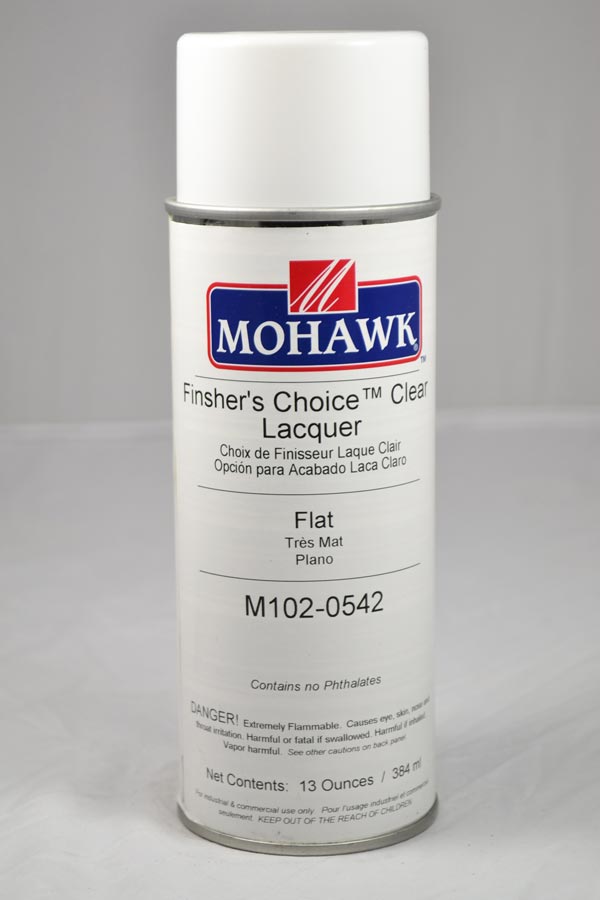 M
MOHAWK®
™
Finsher's Choice™ Clear
Lacquer
Choix de Finisseur Laque Clair
Opción para Acabado Laca Claro
Flat
Très Mat
Plano
M102-0542
Contains no Phthalates
DANGER! Extremely Flammable. Causes eye, skin, nose and
throat irritation. Harmful or fatal if swallowed. Harmful if inhaled.
Vapor harmful. See other cautions on back panel.
Net Contents: 13 Ounces / 384 ml
For industrial & commercial use only. Pour l'usage industriel et commercial
seulement. KEEP OUT OF THE REACH OF CHILDREN.